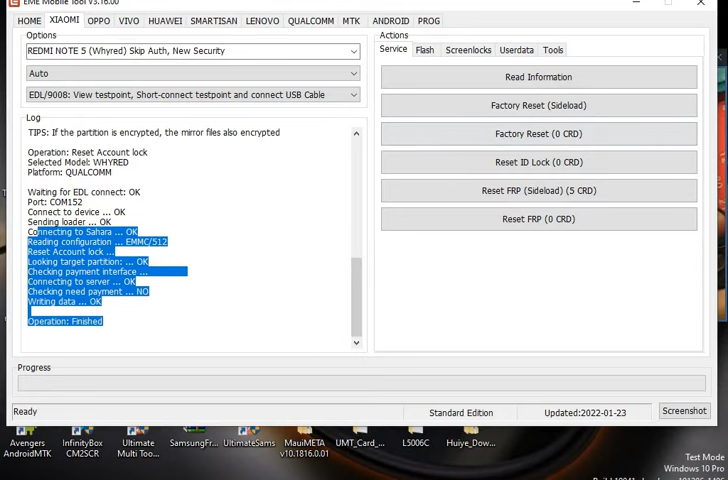 EME Mobile Tool v3.16.00
HOME XIAOMI OPPO VIVO HUAWEI SMARTISAN LENOVO QUALCOMM MTK ANDROID PROG
Options
REDMI NOTE 5 (Whyred) Skip Auth, New Security
Auto
EDL/9008: View testpoint, Short-connect testpoint and connect USB Cable
Log
TIPS: If the partition is encrypted, the mirror files also encrypted
Operation: Reset Account lock
Selected Model: WHYRED
Platform: QUALCOMM
Waiting for EDL connect: OK
Port: COM152
Connect to device ... OK
Sending loader ... OK
Connecting to Sahara ... OK
Reading configuration ... EMMC/512
Reset Account lock ...
Looking target partition: ... OK
Checking payment interface ...
Connecting to server ... OK
Checking need payment ... NO
Writing data ... OK
Operation: Finished
Actions
Service Flash Screenlocks Userdata Tools
Read Information
Factory Reset (Sideload)
Factory Reset (0 CRD)
Reset ID Lock (0 CRD)
Reset FRP (Sideload) (5 CRD)
Reset FRP (0 CRD)
Progress
Ready Standard Edition Updated:2022-01-23 Screenshot
Avengers AndroidMTK
InfinityBox CM2SCR
Ultimate Multi Too...
SamsungFr...
UltimateSams
MauiMETA v10.1816.0.01
UMT_Card_...
L5006C
Huiye_Dow...
Test Mode
Windows 10 Pro